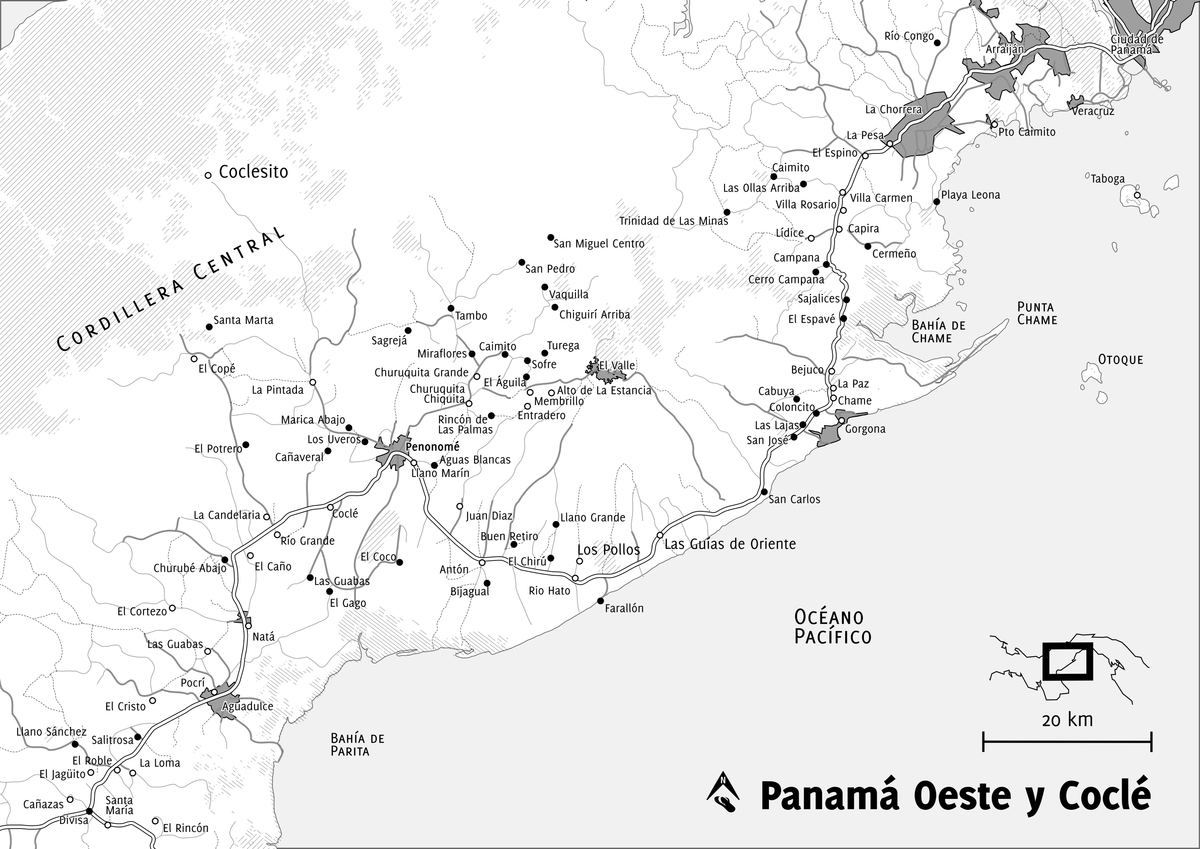 Río Congo
Ciudad de
Panamá
Arraiján
La Chorrera
Veracruz
La Pesa
Pto Caimito
El Espino
Coclesito
Caimito
Las Ollas Arriba
Taboga
Villa Rosario
Villa Carmen
Playa Leona
Trinidad de Las Minas
Lídice
Capira
CORDILLERA CENTRAL
San Miguel Centro
Cermeño
Campana
San Pedro
Cerro Campana
Vaquilla
Sajalices
PUNTA
CHAME
Santa Marta
Tambo
Chiguirí Arriba
El Espavé
BAHÍA DE
CHAME
Sagrejá
Miraflores
Caimito
Turega
OTOQUE
El Copé
Sofre
El Valle
Churuquita Grande
Bejuco
La Pintada
Churuquita
Chiquita
El Águila
Alto de La Estancia
Cabuya
La Paz
Membrillo
Chame
Entradero
Coloncito
Marica Abajo
Rincón de
Las Palmas
Las Lajas
Gorgona
Los Uveros
San José
El Potrero
Cañaveral
Penonomé
Aguas Blancas
Llano Marín
San Carlos
La Candelaria
Coclé
Juan Diaz
Llano Grande
Río Grande
Buen Retiro
Los Pollos
Las Guías de Oriente
El Coco
El Chirú
Churubé Abajo
El Caño
Antón
Las Guabas
Bijagual
Rio Hato
El Gago
Farallón
El Cortezo
OCÉANO
PACÍFICO
Natá
Las Guabas
Pocrí
El Cristo
Aguadulce
20 km
Llano Sánchez
Salitrosa
BAHÍA DE
PARITA
El Roble
La Loma
El Jagüito
N
Panamá Oeste y Coclé
Cañazas
Santa
María
Divisa
El Rincón